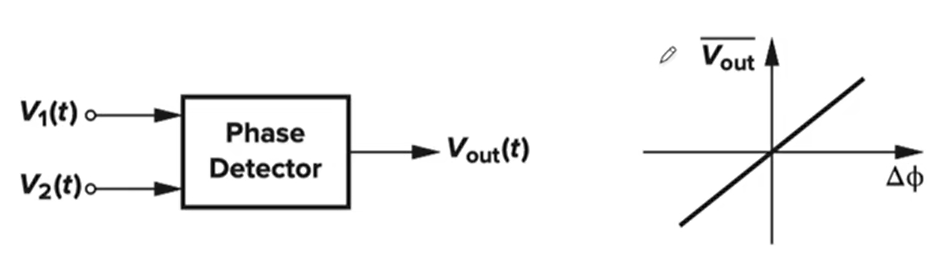 V₁(t)
V₂(t)
Phase
Detector
Vout(t)
Vout
Δϕ